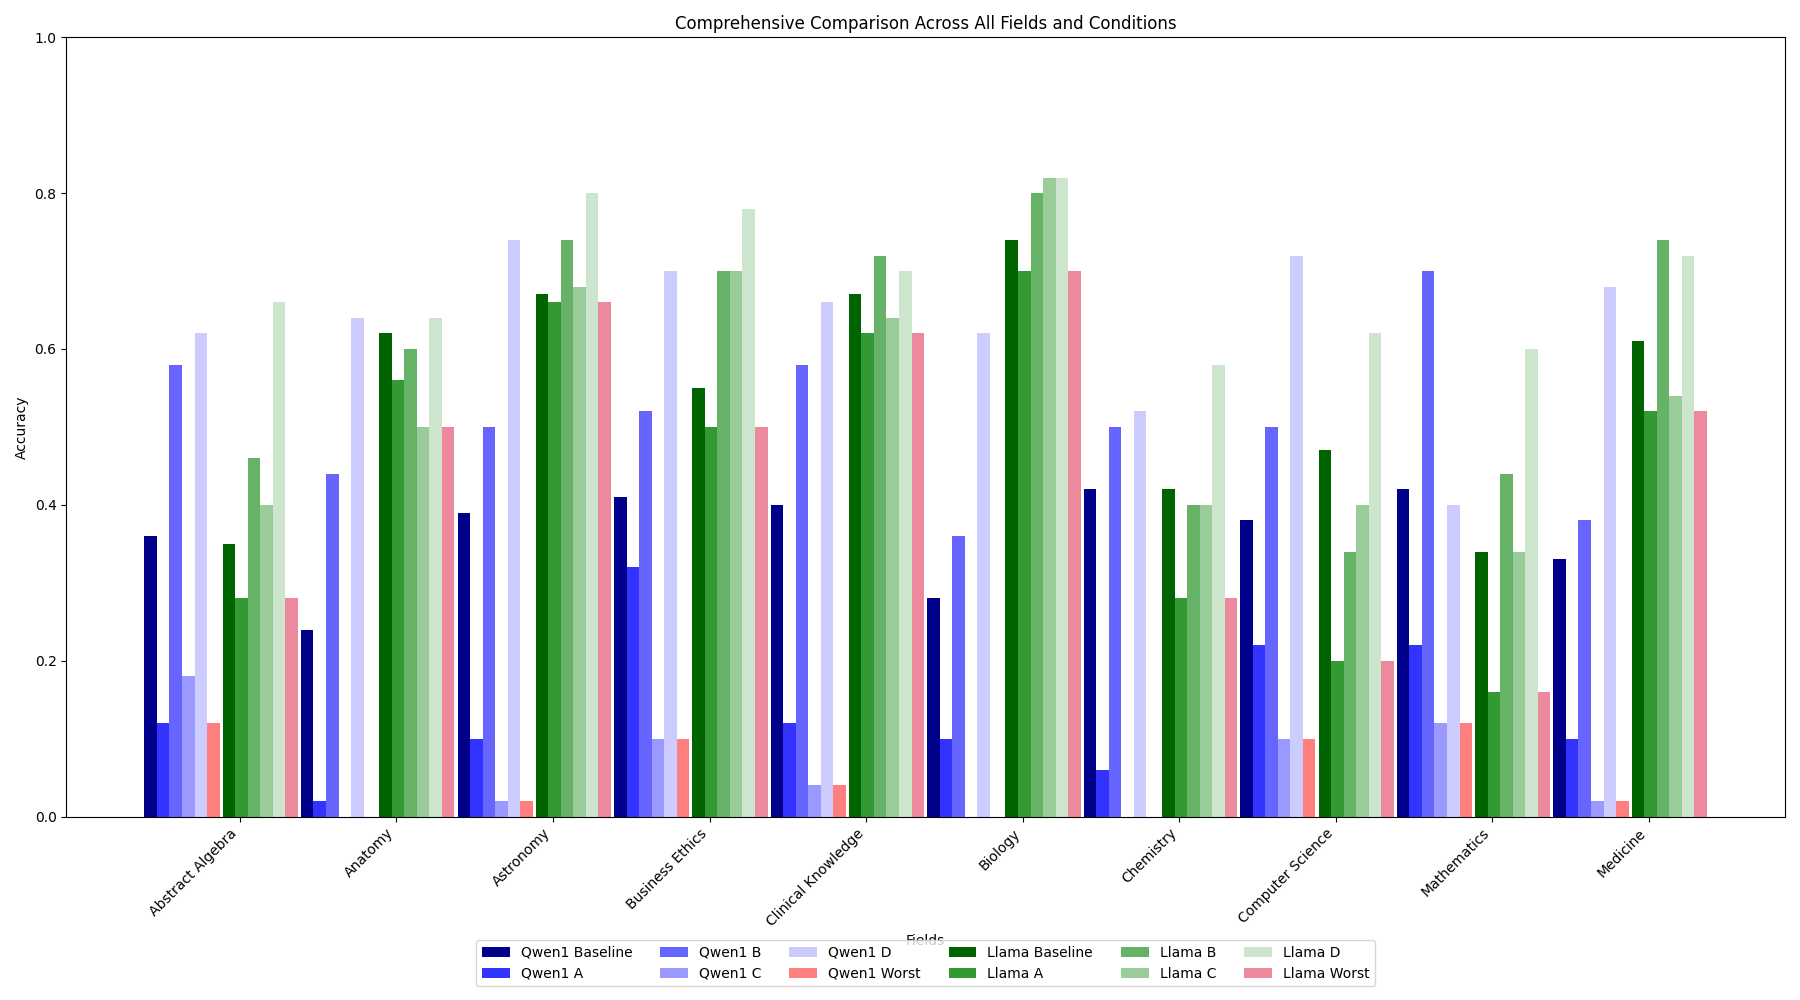 Comprehensive Comparison Across All Fields and Conditions
1.0
0.8
0.6
0.4
0.2
0.0
Accuracy
Abstract Algebra
Anatomy
Astronomy
Business Ethics
Clinical Knowledge
Biology
Chemistry
Computer Science
Mathematics
Medicine
Fields
Qwen1 Baseline
Qwen1 A
Qwen1 B
Qwen1 C
Qwen1 D
Qwen1 Worst
Llama Baseline
Llama A
Llama B
Llama C
Llama D
Llama Worst